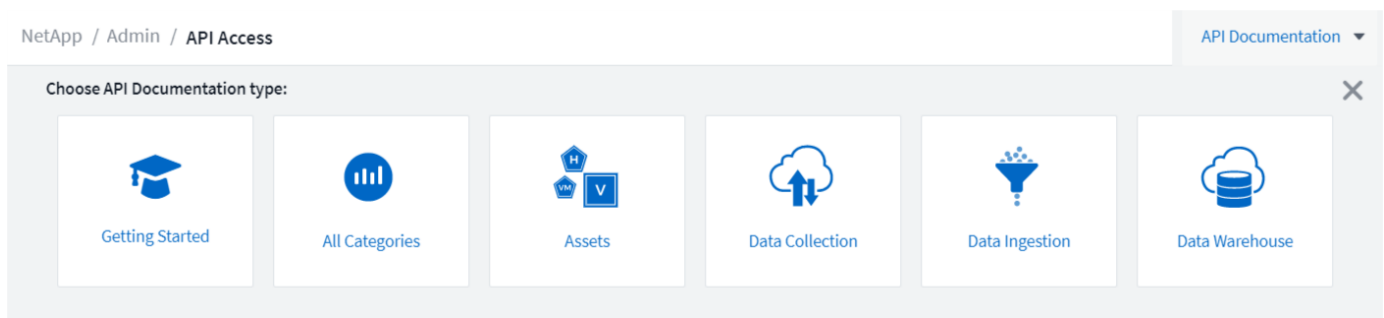 NetApp / Admin / API Access
API Documentation
Choose API Documentation type:
H
VM
V
Getting Started
All Categories
Assets
Data Collection
Data Ingestion
Data Warehouse